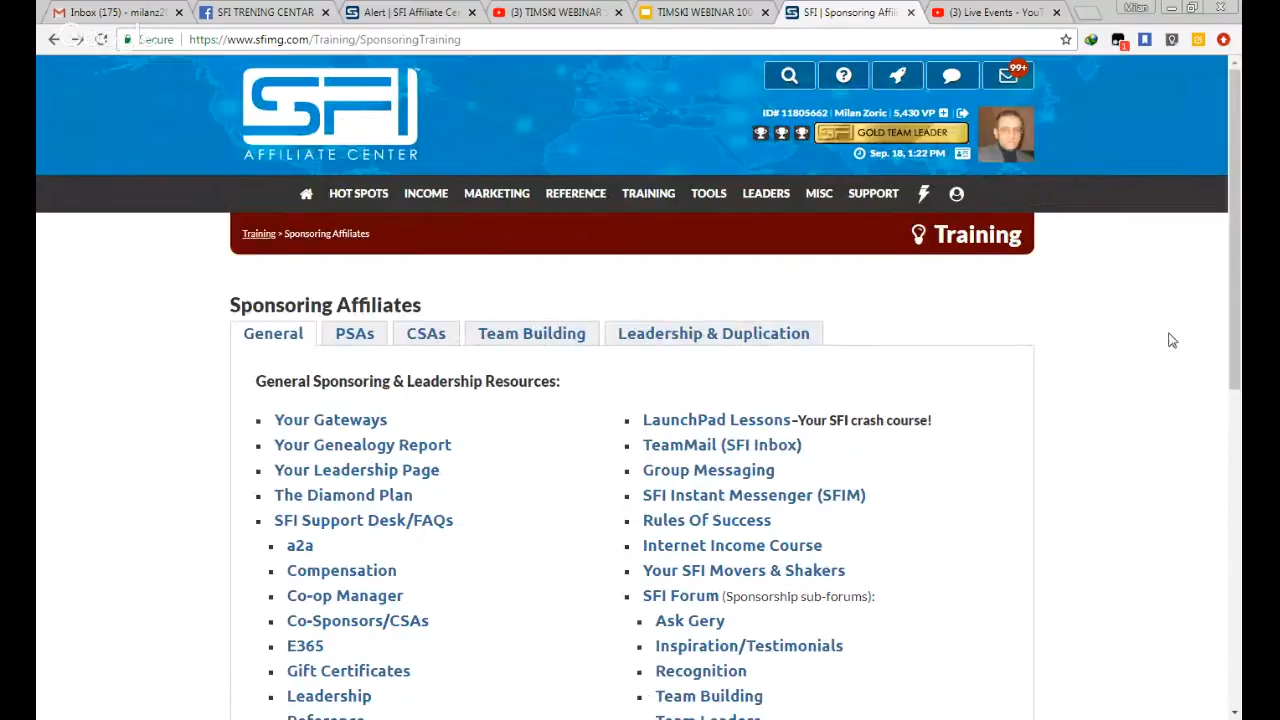 Inbox (175) - milanz2
SFI TRENING CENTAR
Alert | SFI Affiliate Cen
(3) TIMSKI WEBINAR
TIMSKI WEBINAR 100
SFI | Sponsoring Affili
(3) Live Events - YouT
Milan
Secure
https://www.sfimg.com/Training/SponsoringTraining
1
SFI
AFFILIATE CENTER
99+
ID# 11805662 | Milan Zoric | 5,430 VP
SFI GOLD TEAM LEADER
Sep. 18, 1:22 PM
HOT SPOTS INCOME MARKETING REFERENCE TRAINING TOOLS LEADERS MISC SUPPORT
Training > Sponsoring Affiliates
Training
Sponsoring Affiliates
General PSAs CSAs Team Building Leadership & Duplication
General Sponsoring & Leadership Resources:
Your Gateways
Your Genealogy Report
Your Leadership Page
The Diamond Plan
SFI Support Desk/FAQs
a2a
Compensation
Co-op Manager
Co-Sponsors/CSAs
E365
Gift Certificates
Leadership
Reference
LaunchPad Lessons–Your SFI crash course!
TeamMail (SFI Inbox)
Group Messaging
SFI Instant Messenger (SFIM)
Rules Of Success
Internet Income Course
Your SFI Movers & Shakers
SFI Forum (Sponsorship sub-forums):
Ask Gery
Inspiration/Testimonials
Recognition
Team Building
Team Leaders